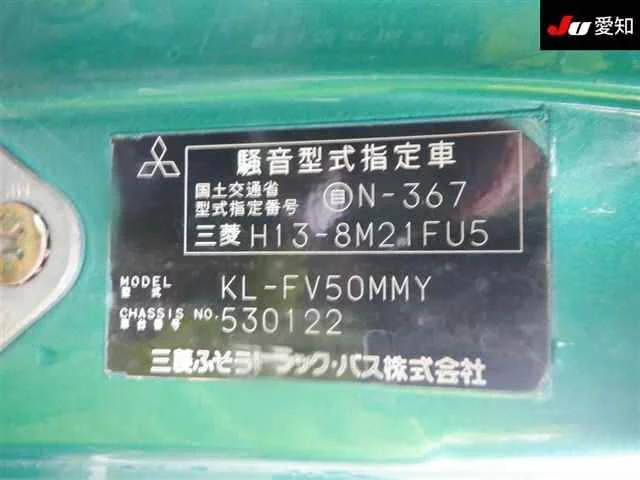 JU 愛知
騒音型式指定車
国土交通省
型式指定番号 自N-367
三菱 H13-8M21FU5
MODEL
型式 KL-FV50MMY
CHASSIS NO.
車台番号 530122
三菱ふそうトラック・バス株式会社